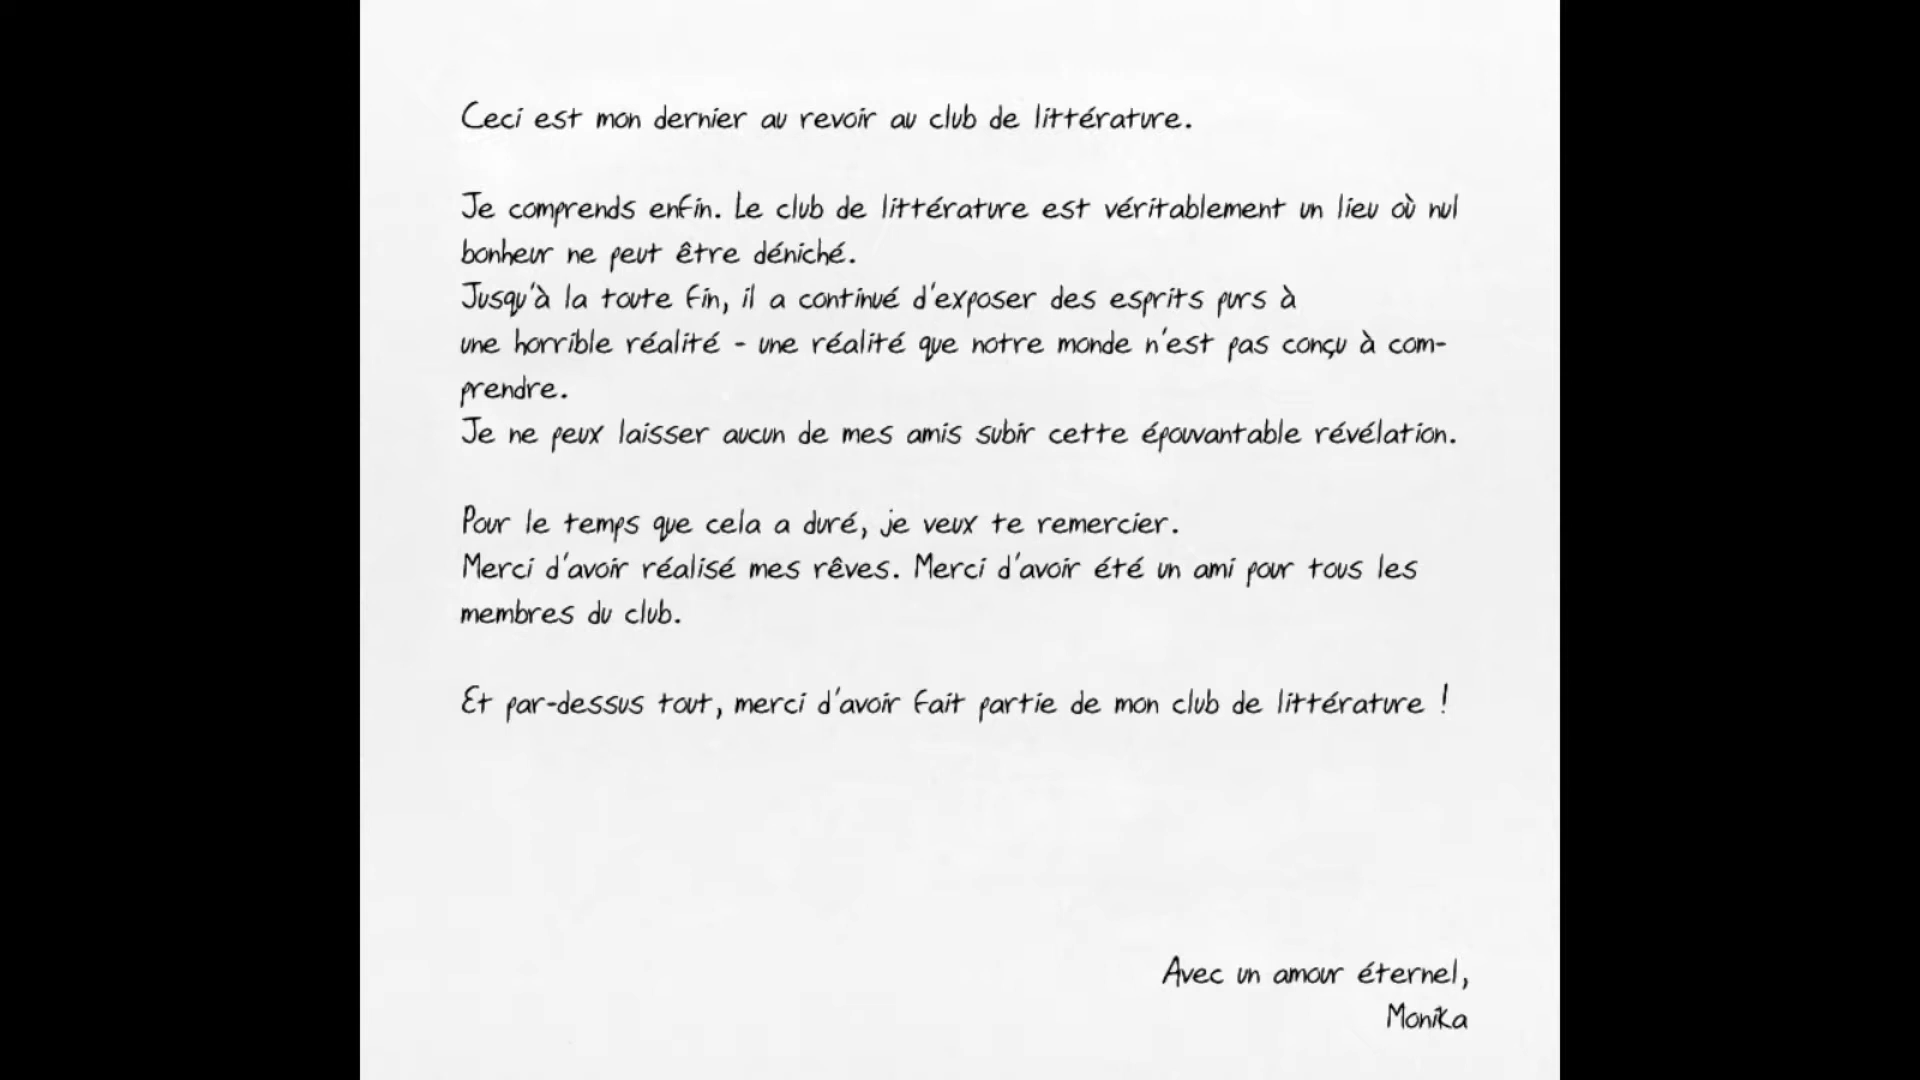 Ceci est mon dernier au revoir au club de littérature.
Je comprends enfin. Le club de littérature est véritablement un lieu où nul
bonheur ne peut être déniché.
Jusqu'à la toute fin, il a continué d'exposer des esprits purs à
une horrible réalité - une réalité que notre monde n'est pas conçu à com-
prendre.
Je ne peux laisser aucun de mes amis subir cette épouvantable révélation.
Pour le temps que cela a duré, je veux te remercier.
Merci d'avoir réalisé mes rêves. Merci d'avoir été un ami pour tous les
membres du club.
Et par-dessus tout, merci d'avoir fait partie de mon club de littérature !
Avec un amour éternel,
Monika